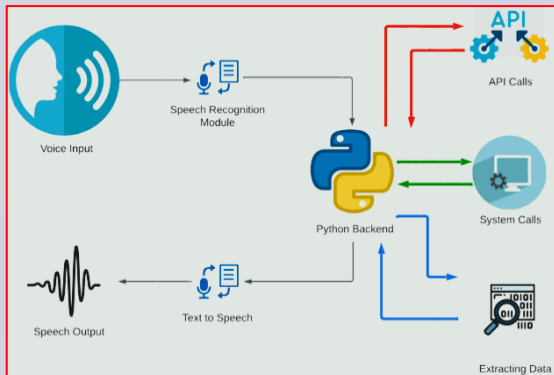 API
API Calls
Speech Recognition
Module
Voice Input
Python Backend
System Calls
Text to Speech
Speech Output
Extracting Data